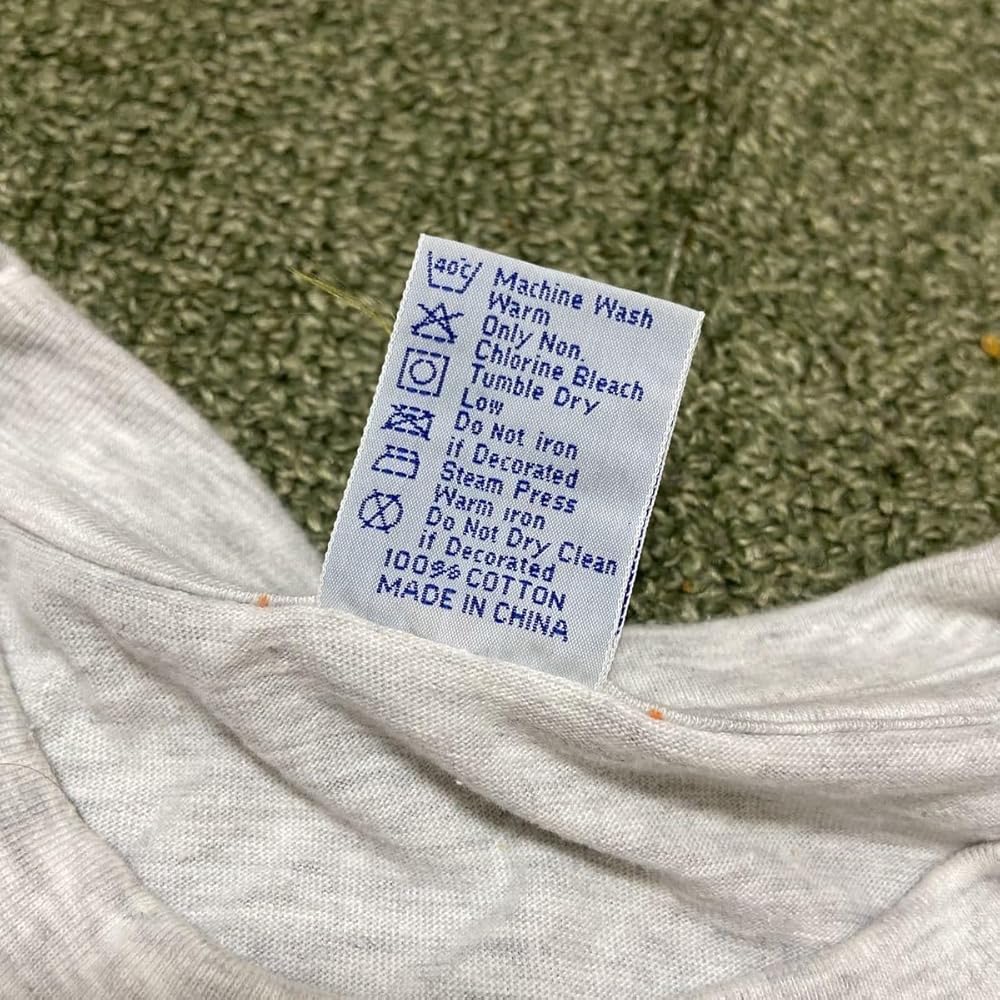 40°C Machine Wash
Warm
Only Non.
Chlorine Bleach
Tumble Dry
Low
Do Not iron
if Decorated
Steam Press
Warm iron
Do Not Dry Clean
if Decorated
100% COTTON
MADE IN CHINA